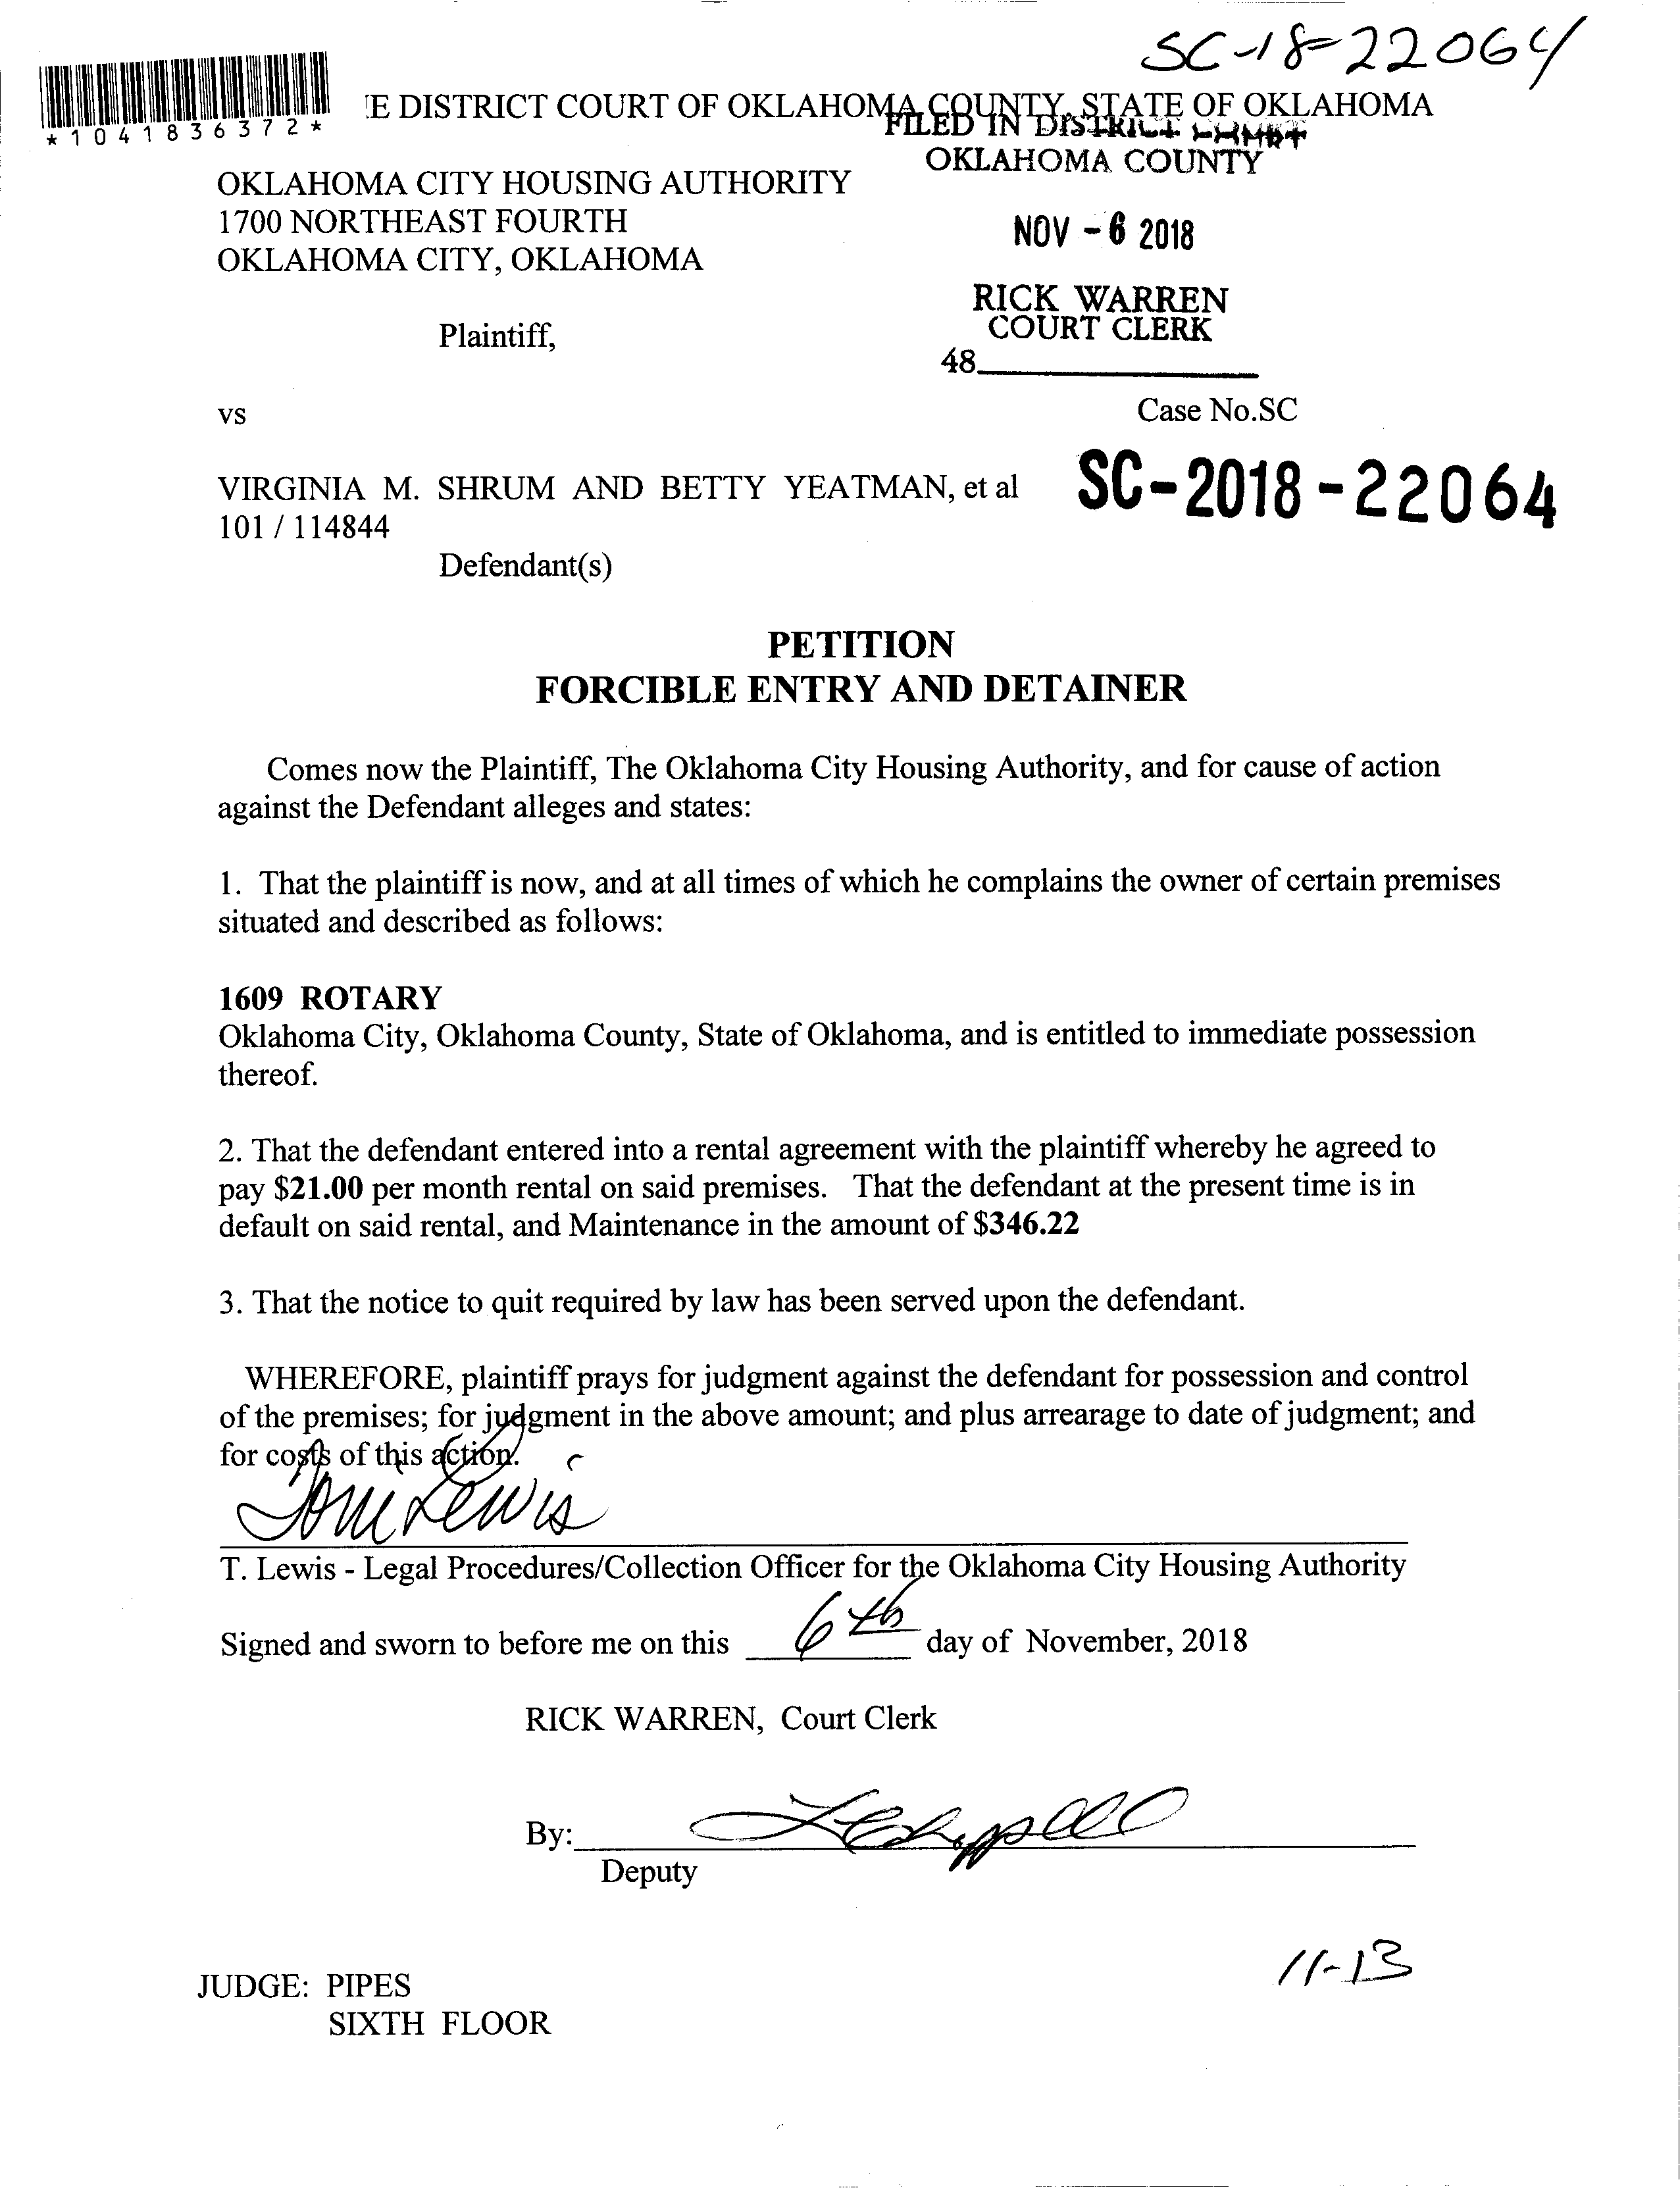 SC-18-22064
*1041836372*
E DISTRICT COURT OF OKLAHOMA COUNTY, STATE OF OKLAHOMA
FILED IN DISTRICT COURT
OKLAHOMA COUNTY
OKLAHOMA CITY HOUSING AUTHORITY
1700 NORTHEAST FOURTH
OKLAHOMA CITY, OKLAHOMA
NOV - 6 2018
RICK WARREN
COURT CLERK
Plaintiff,
48
vs
Case No.SC
VIRGINIA M. SHRUM AND BETTY YEATMAN, et al
SC-2018-22064
101 / 114844
Defendant(s)
PETITION
FORCIBLE ENTRY AND DETAINER
Comes now the Plaintiff, The Oklahoma City Housing Authority, and for cause of action
against the Defendant alleges and states:
1. That the plaintiff is now, and at all times of which he complains the owner of certain premises
situated and described as follows:
1609 ROTARY
Oklahoma City, Oklahoma County, State of Oklahoma, and is entitled to immediate possession
thereof.
2. That the defendant entered into a rental agreement with the plaintiff whereby he agreed to
pay $21.00 per month rental on said premises. That the defendant at the present time is in
default on said rental, and Maintenance in the amount of $346.22
3. That the notice to quit required by law has been served upon the defendant.
WHEREFORE, plaintiff prays for judgment against the defendant for possession and control
of the premises; for judgment in the above amount; and plus arrearage to date of judgment; and
for costs of this action.
Toni Lewis
T. Lewis - Legal Procedures/Collection Officer for the Oklahoma City Housing Authority
Signed and sworn to before me on this 6th day of November, 2018
RICK WARREN, Court Clerk
By:
Deputy
11-13
JUDGE: PIPES
SIXTH FLOOR